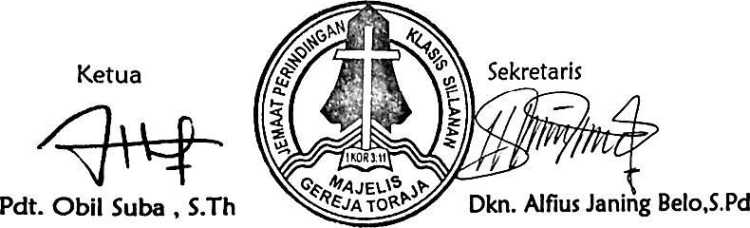 Ketua
Sekretaris
JEMAAT PERINDINGAN KLASIS SILLANAN
1 KOR 3:11
MAJELIS
GEREJA TORAJA
Pdt. Obil Suba , S.Th
Dkn. Alfius Janing Belo,S.Pd